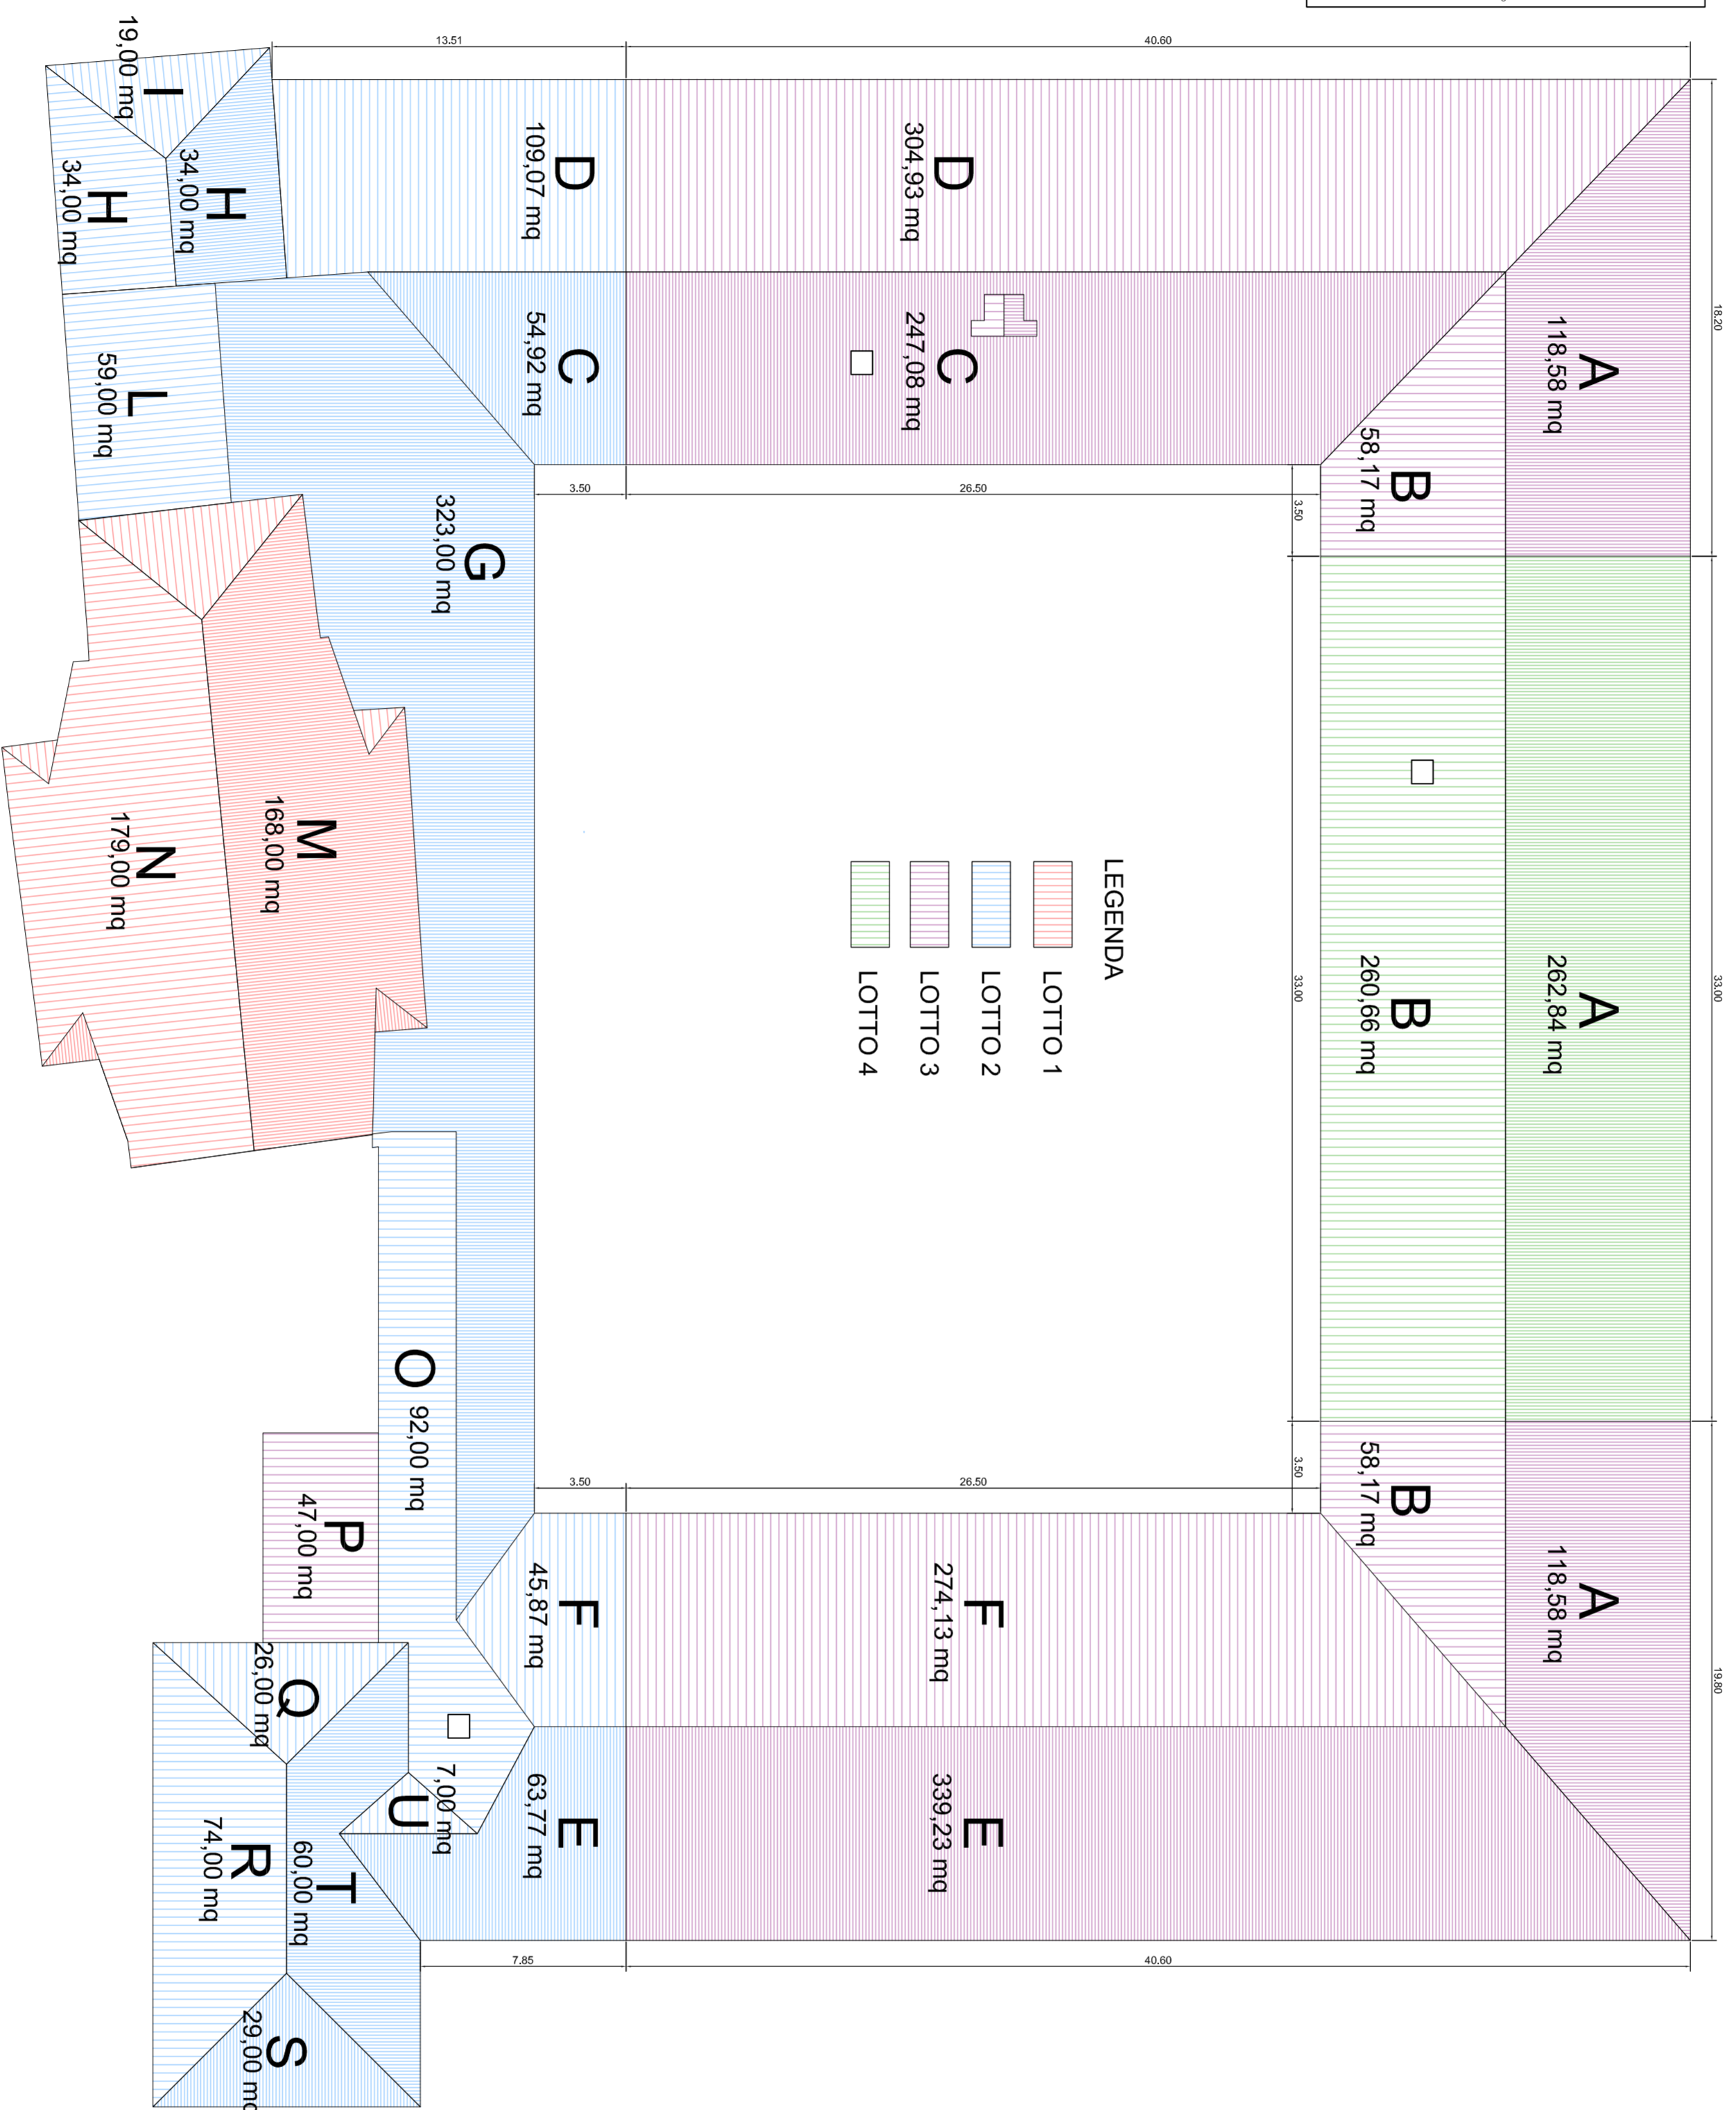 13.51
40.60
18.20
33.00
19.80
I
19,00 mq
H
34,00 mq
H
34,00 mq
D
109,07 mq
D
304,93 mq
C
54,92 mq
C
247,08 mq
A
118,58 mq
B
58,17 mq
L
59,00 mq
G
323,00 mq
3.50
26.50
3.50
M
168,00 mq
N
179,00 mq
LEGENDA
LOTTO 1
LOTTO 2
LOTTO 3
LOTTO 4
33.00
A
262,84 mq
B
260,66 mq
O
92,00 mq
P
47,00 mq
3.50
26.50
3.50
B
58,17 mq
A
118,58 mq
F
45,87 mq
F
274,13 mq
Q
26,00 mq
U
7,00 mq
E
63,77 mq
E
339,23 mq
R
74,00 mq
T
60,00 mq
S
29,00 mq
7.85
40.60